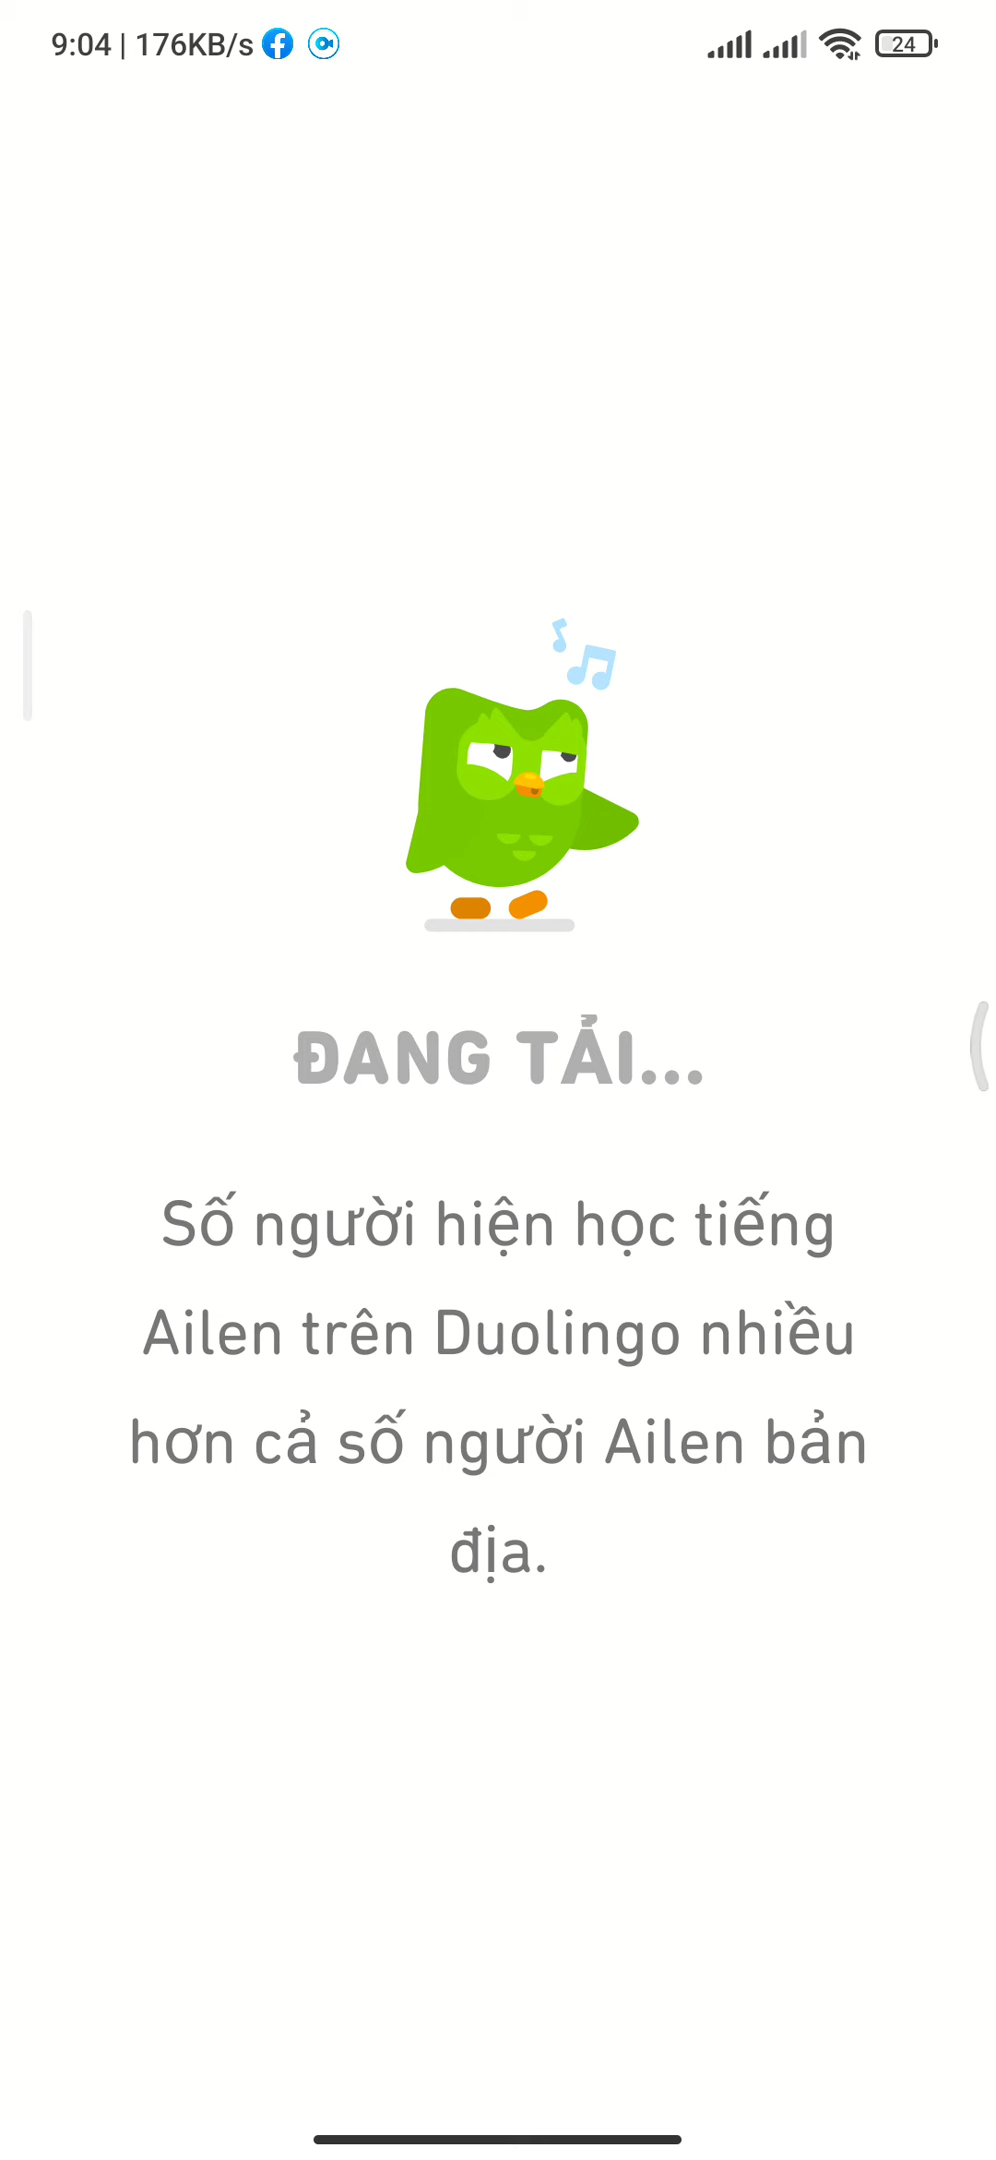 9:04 | 176KB/s 24
ĐANG TẢI...
Số người hiện học tiếng
Ailen trên Duolingo nhiều
hơn cả số người Ailen bản
địa.